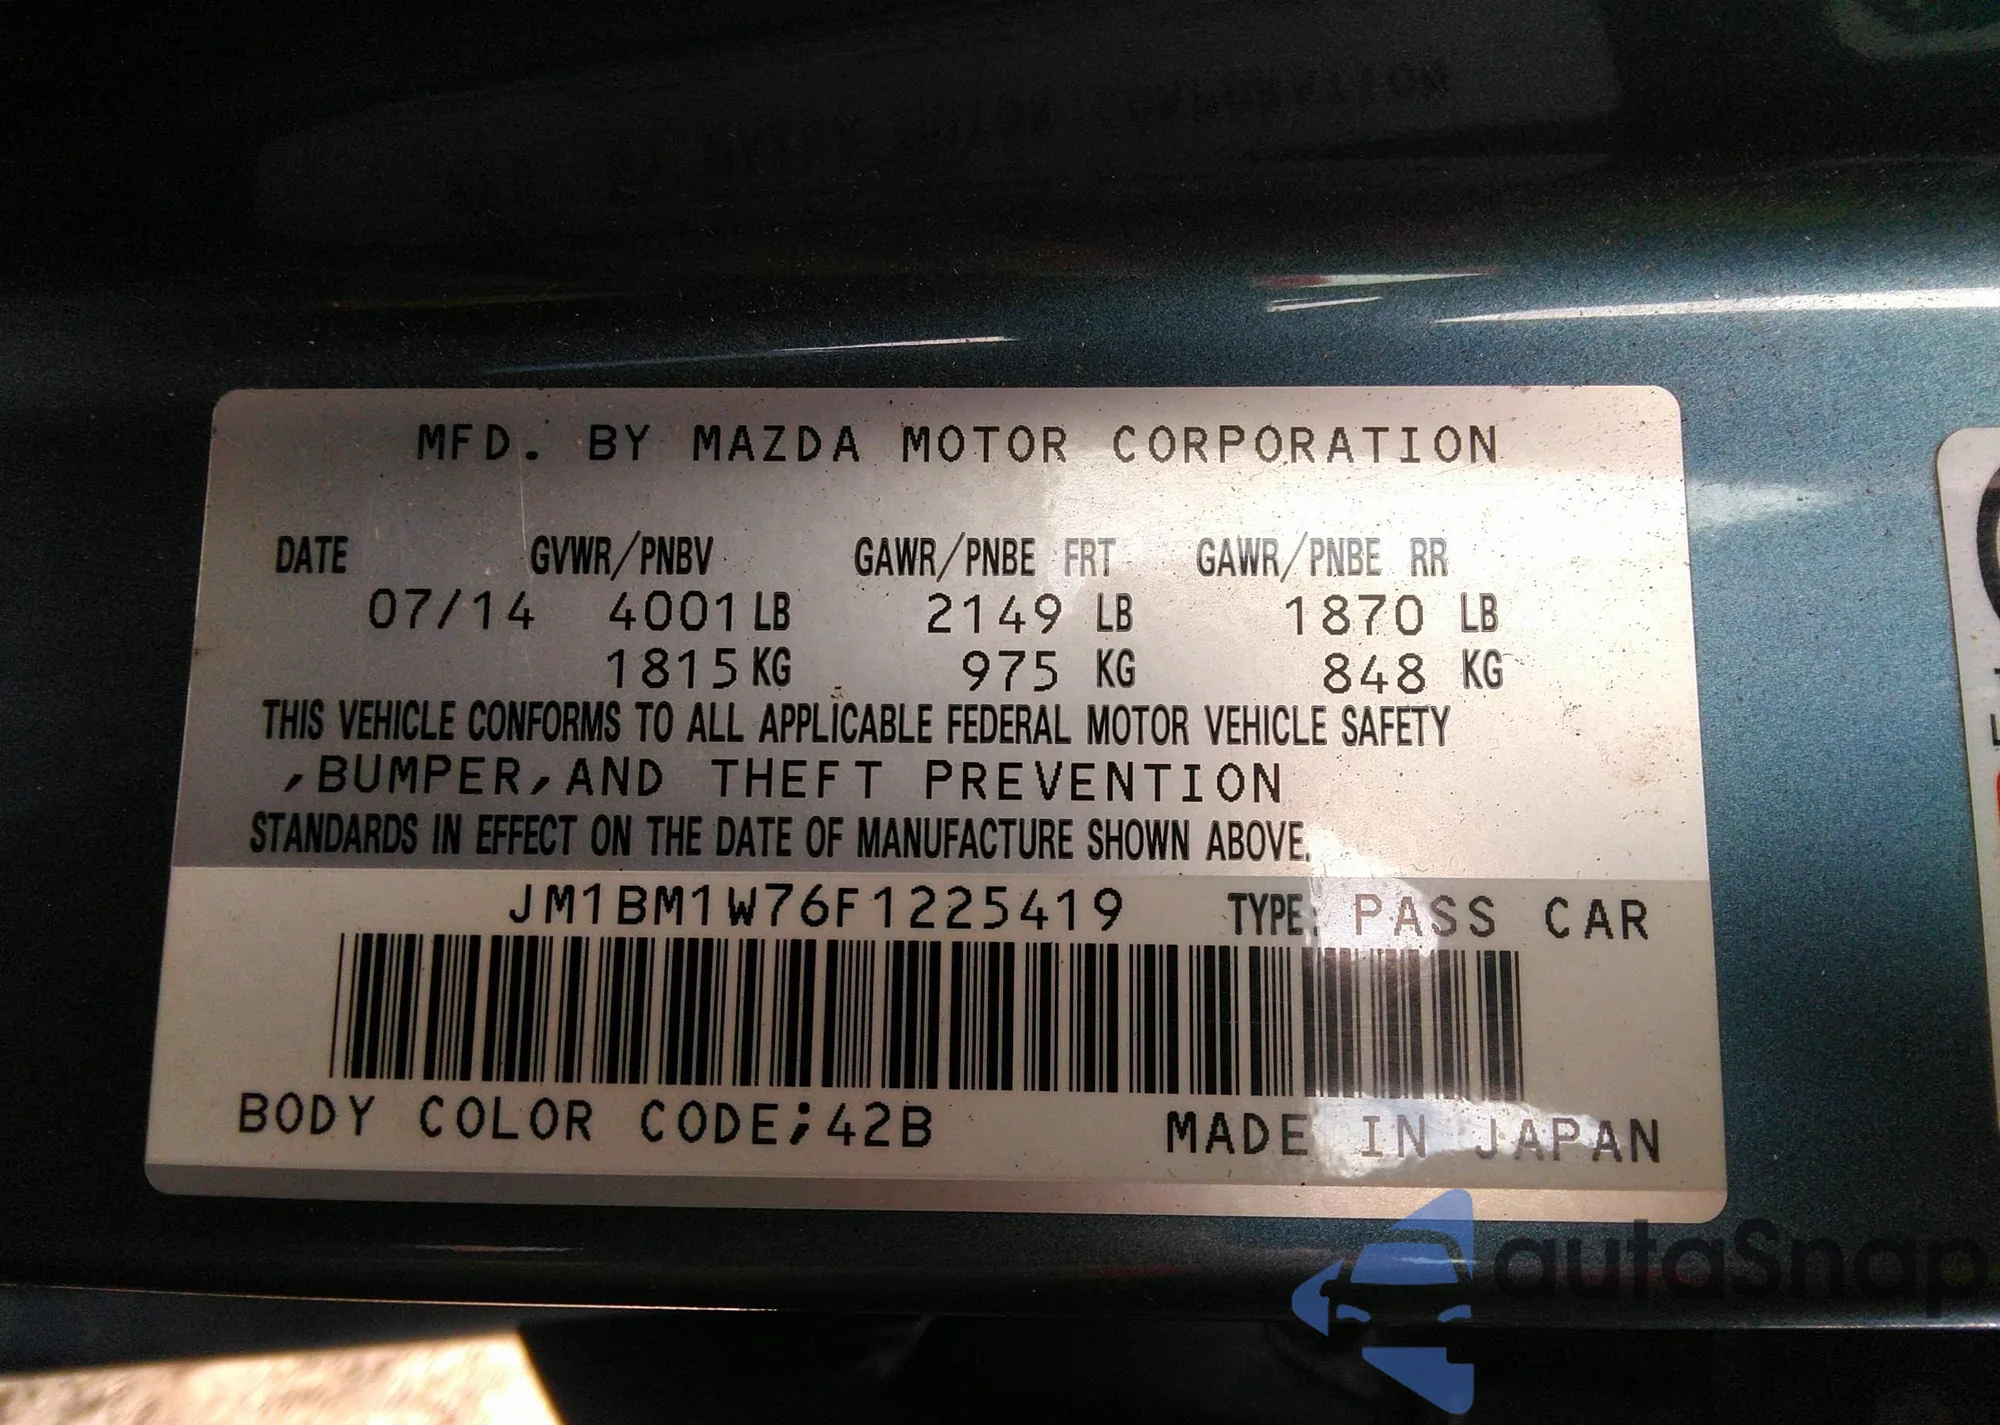 MFD. BY MAZDA MOTOR CORPORATION
DATE GVWR/PNBV GAWR/PNBE FRT GAWR/PNBE RR
07/14 4001 LB 2149 LB 1870 LB
1815 KG 975 KG 848 KG
THIS VEHICLE CONFORMS TO ALL APPLICABLE FEDERAL MOTOR VEHICLE SAFETY
,BUMPER,AND THEFT PREVENTION
STANDARDS IN EFFECT ON THE DATE OF MANUFACTURE SHOWN ABOVE.
JM1BM1W76F1225419 TYPE: PASS CAR
BODY COLOR CODE;42B MADE IN JAPAN
autaSnap